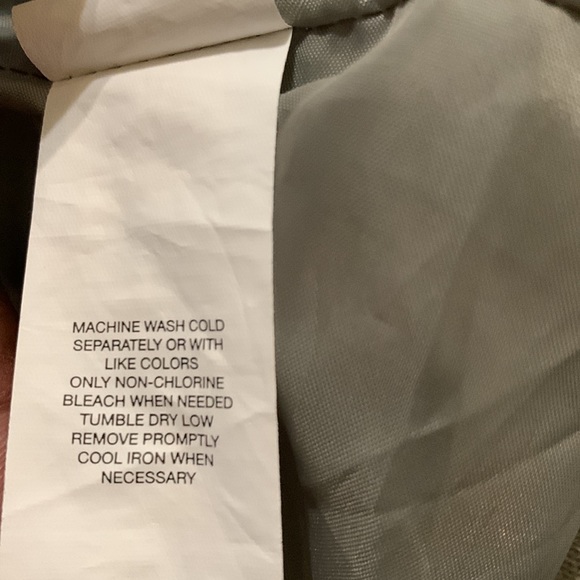 MACHINE WASH COLD
SEPARATELY OR WITH
LIKE COLORS
ONLY NON-CHLORINE
BLEACH WHEN NEEDED
TUMBLE DRY LOW
REMOVE PROMPTLY
COOL IRON WHEN
NECESSARY